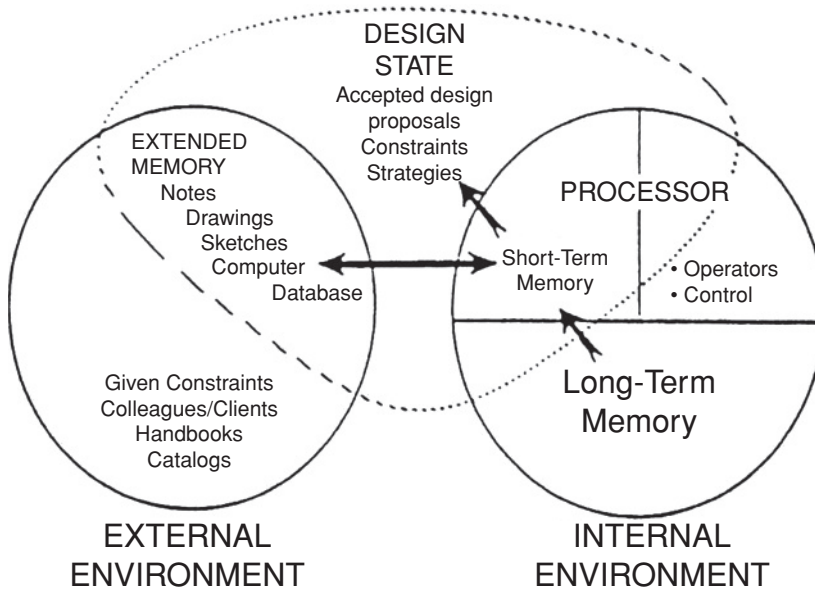 DESIGN
STATE
Accepted design
proposals
Constraints
Strategies
EXTENDED
MEMORY
Notes
Drawings
Sketches
Computer
Database
Given Constraints
Colleagues/Clients
Handbooks
Catalogs
EXTERNAL
ENVIRONMENT
PROCESSOR
Short-Term
Memory
• Operators
• Control
Long-Term
Memory
INTERNAL
ENVIRONMENT